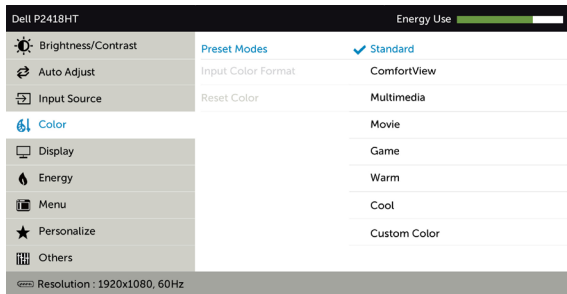 Dell P2418HT Energy Use
Brightness/Contrast Preset Modes Standard
Auto Adjust Input Color Format ComfortView
Input Source Reset Color Multimedia
Color Movie
Display Game
Energy Warm
Menu Cool
Personalize Custom Color
Others
Resolution : 1920x1080, 60Hz